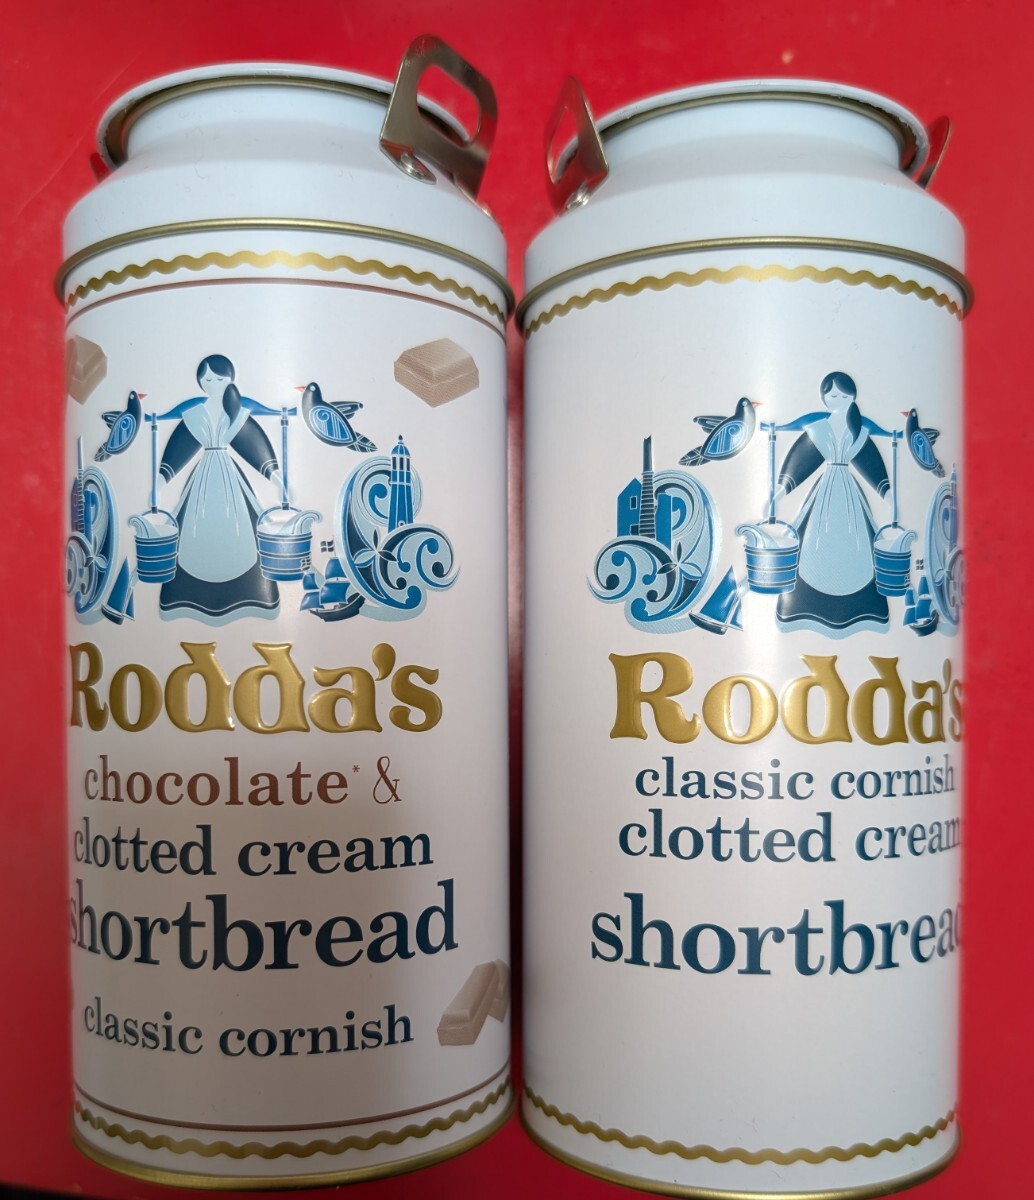 Rodda's
chocolate* &
clotted cream
shortbread
classic cornish
Rodda's
classic cornish
clotted cream
shortbread